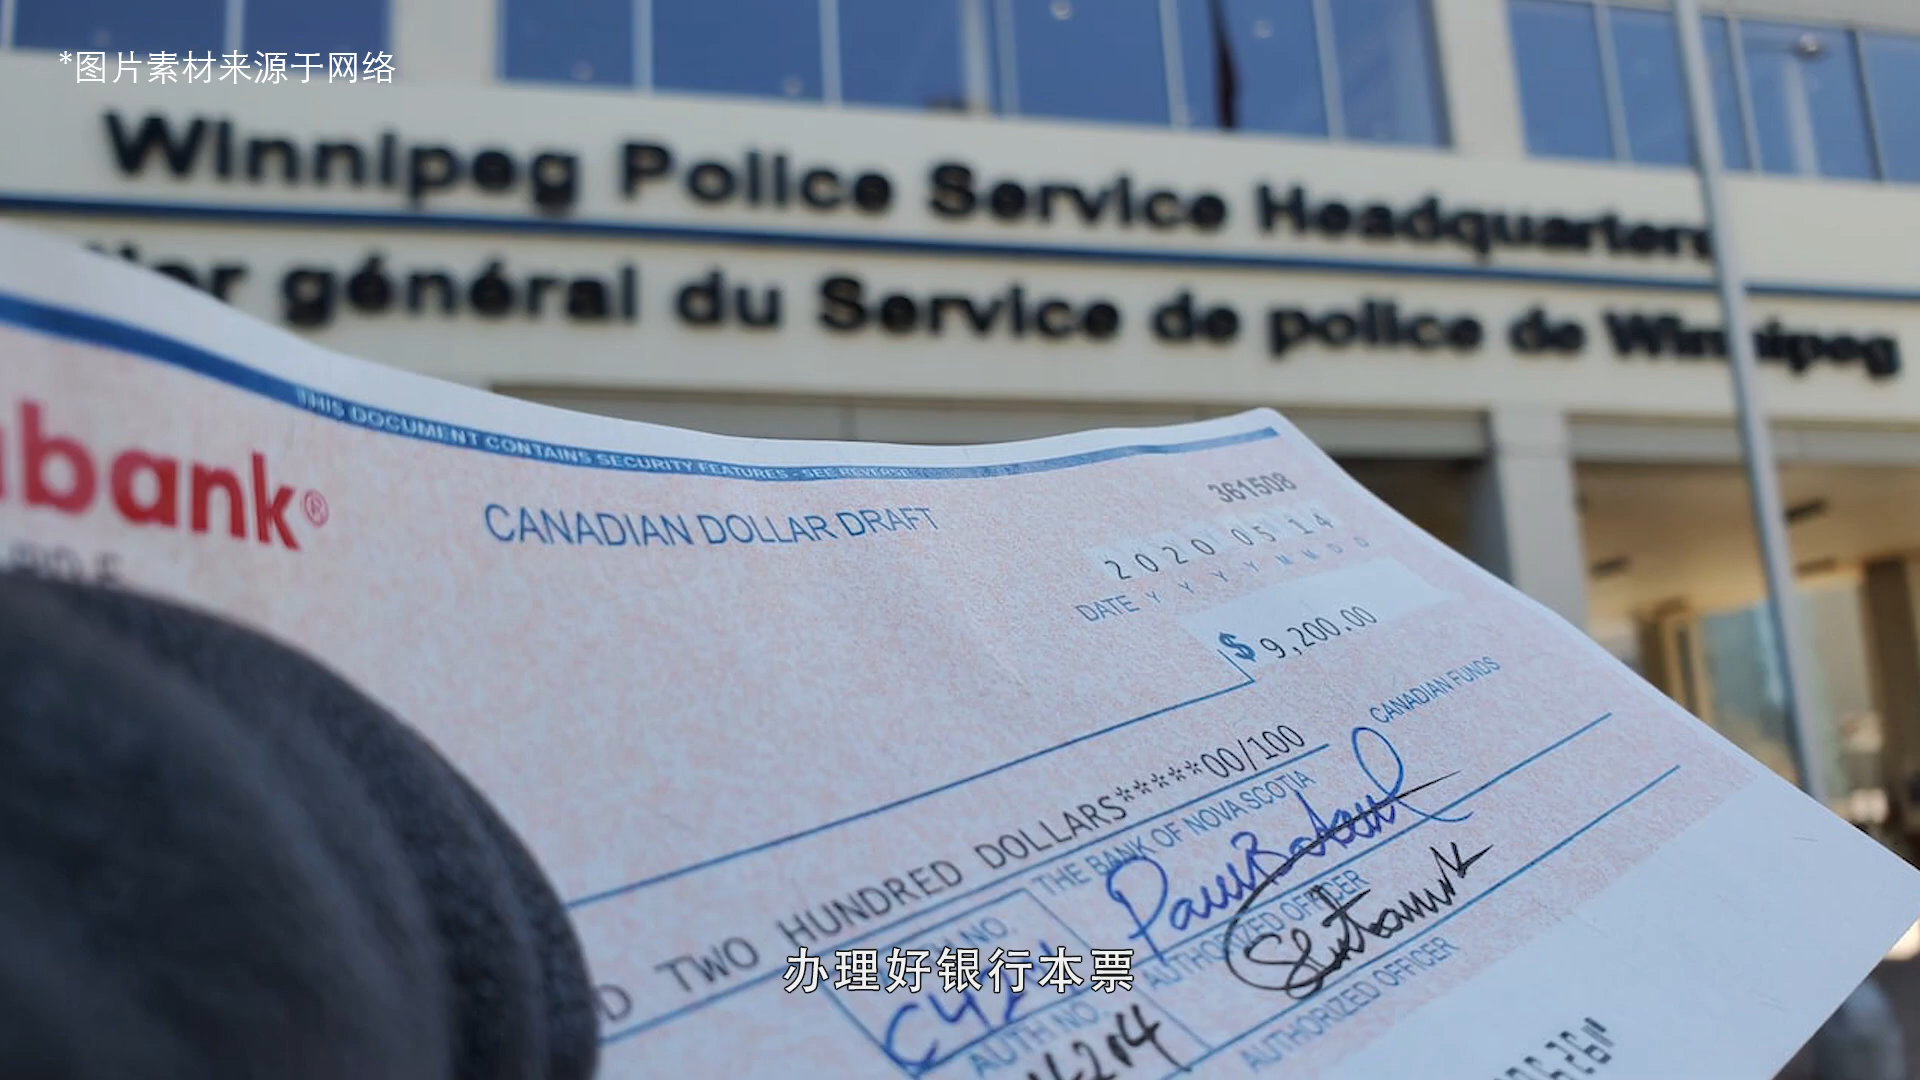 *图片素材来源于网络
Winnipeg Police Service Headquarters
général du Service de police de Winnipeg
THIS DOCUMENT CONTAINS SECURITY FEATURES - SEE REVERSE
bank
CANADIAN DOLLAR DRAFT
361508
2020 05 14
DATE Y Y Y Y M M D D
$ 9,200.00
CANADIAN FUNDS
TWO HUNDRED DOLLARS*****00/100
THE BANK OF NOVA SCOTIA
AUTHORIZED OFFICER
AUTH NO.
AUTHORIZED OFFICER
办理好银行本票